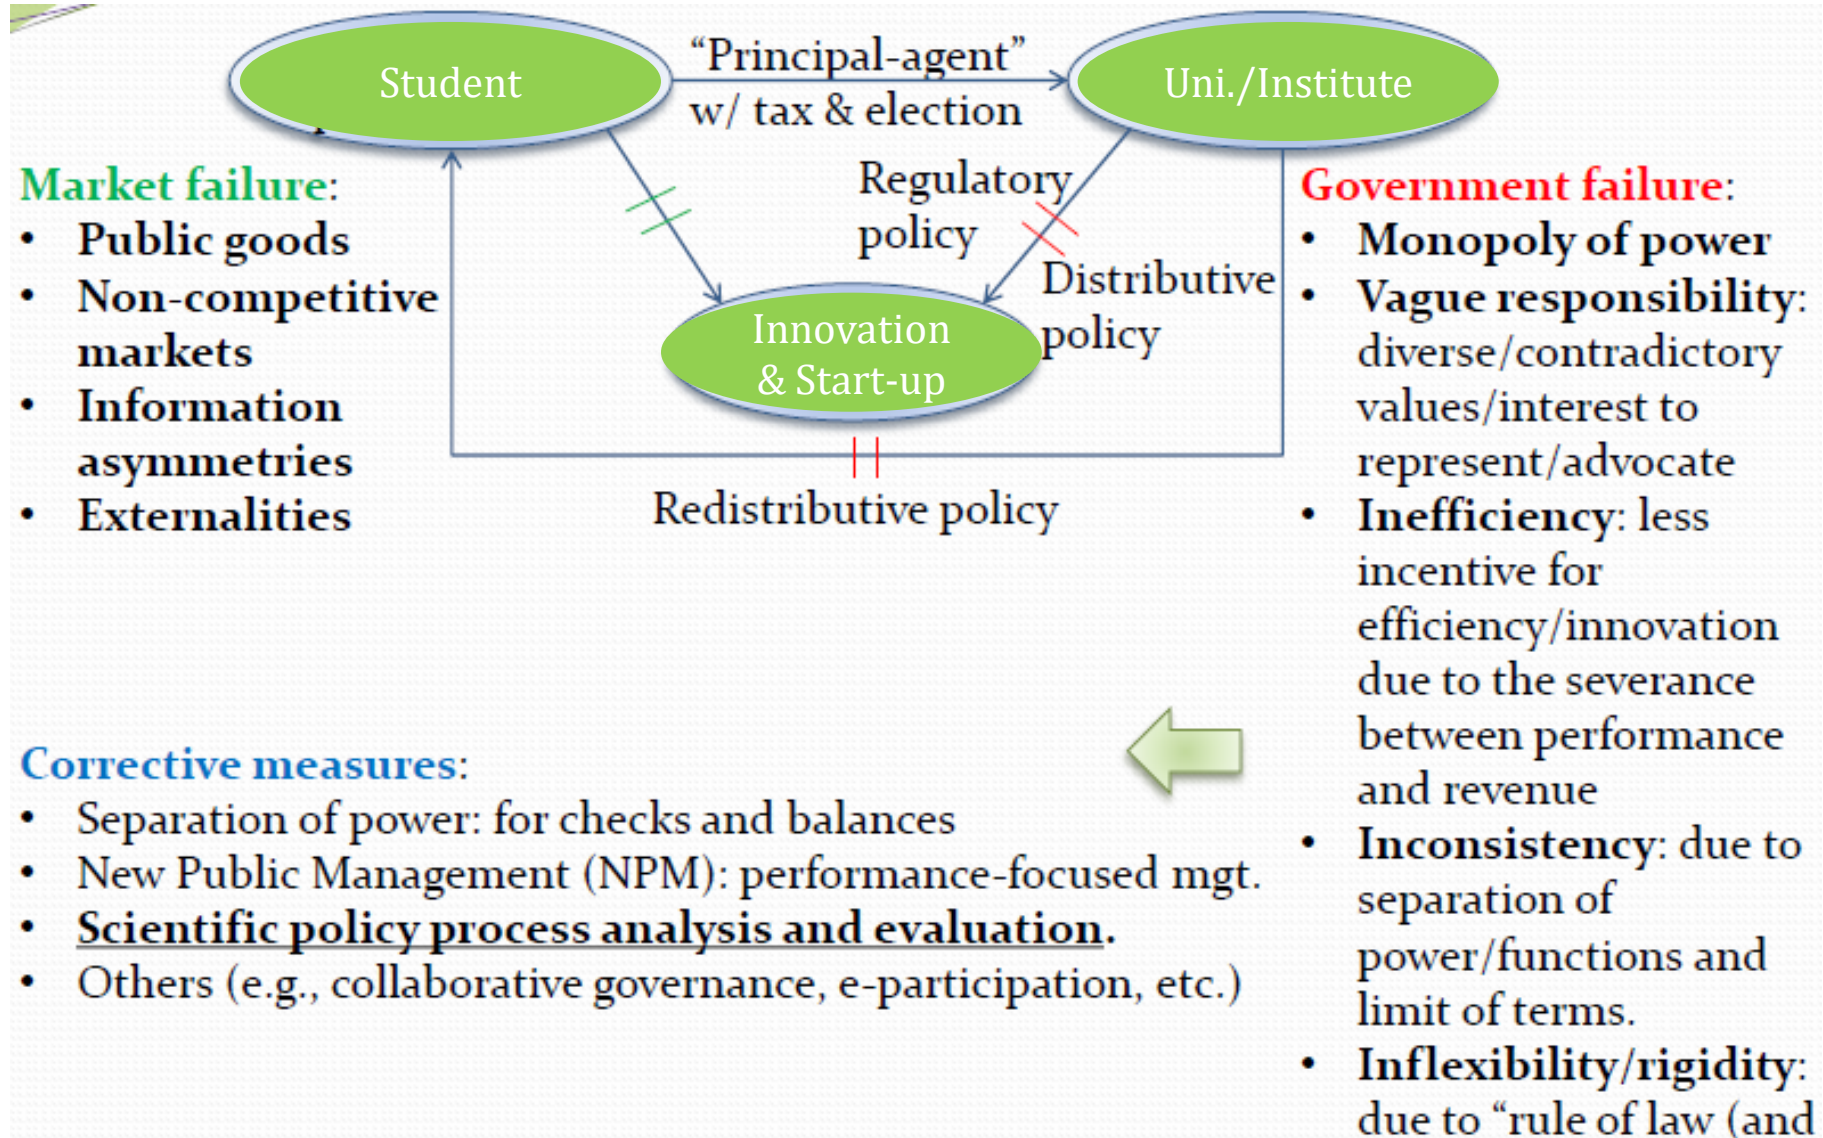 Student
“Principal-agent”
w/ tax & election
Uni./Institute
Regulatory
policy
Distributive
policy
Innovation
& Start-up
Redistributive policy
Market failure:
• Public goods
• Non-competitive
markets
• Information
asymmetries
• Externalities
Government failure:
• Monopoly of power
• Vague responsibility:
diverse/contradictory
values/interest to
represent/advocate
• Inefficiency: less
incentive for
efficiency/innovation
due to the severance
between performance
and revenue
• Inconsistency: due to
separation of
power/functions and
limit of terms.
• Inflexibility/rigidity:
due to “rule of law (and
Corrective measures:
• Separation of power: for checks and balances
• New Public Management (NPM): performance-focused mgt.
• Scientific policy process analysis and evaluation.
• Others (e.g., collaborative governance, e-participation, etc.)